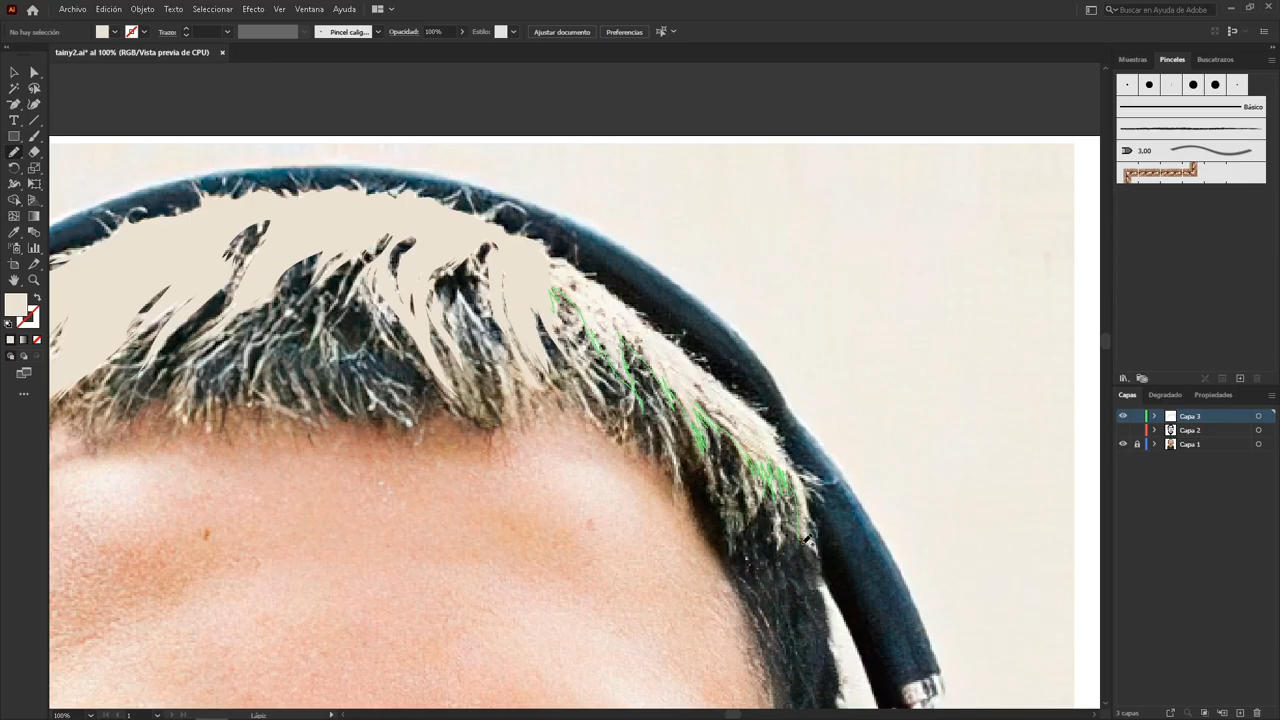 Ai Archivo Edición Objeto Texto Seleccionar Efecto Ver Ventana Ayuda Buscar en Ayuda de Adobe
No hay selección Trazo: Pincel calig... Opacidad: 100% Estilo: Ajustar documento Preferencias
tainy2.ai* al 100% (RGB/Vista previa de CPU) ×
Muestras Pinceles Buscatrazos
Básico
3,00
Capas Degradado Propiedades
Capa 3
Capa 2
Capa 1
3 capas
100% 1 Lápiz